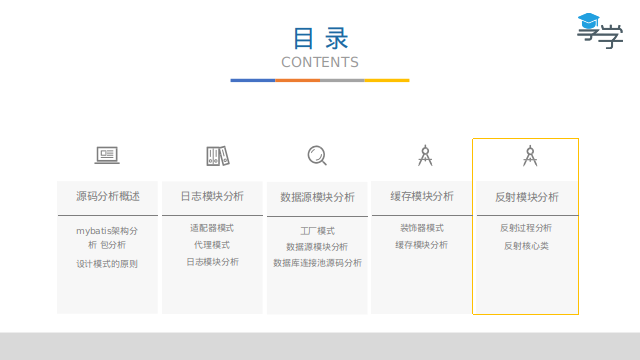 目 录
CONTENTS
学学
源码分析概述
mybatis架构分
析 包分析
设计模式的原则
日志模块分析
适配器模式
代理模式
日志模块分析
数据源模块分析
工厂模式
数据源模块分析
数据库连接池源码分析
缓存模块分析
装饰器模式
缓存模块分析
反射模块分析
反射过程分析
反射核心类